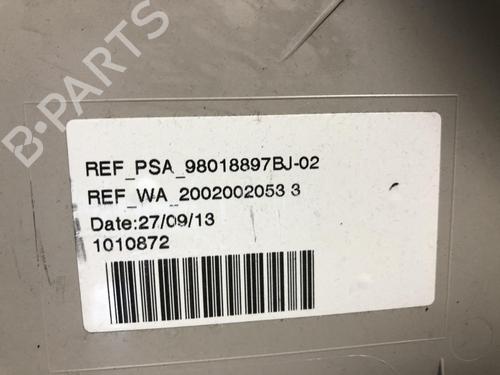 B-PARTS
REF_PSA_98018897BJ-02
REF_WA_2002002053 3
Date:27/09/13
1010872